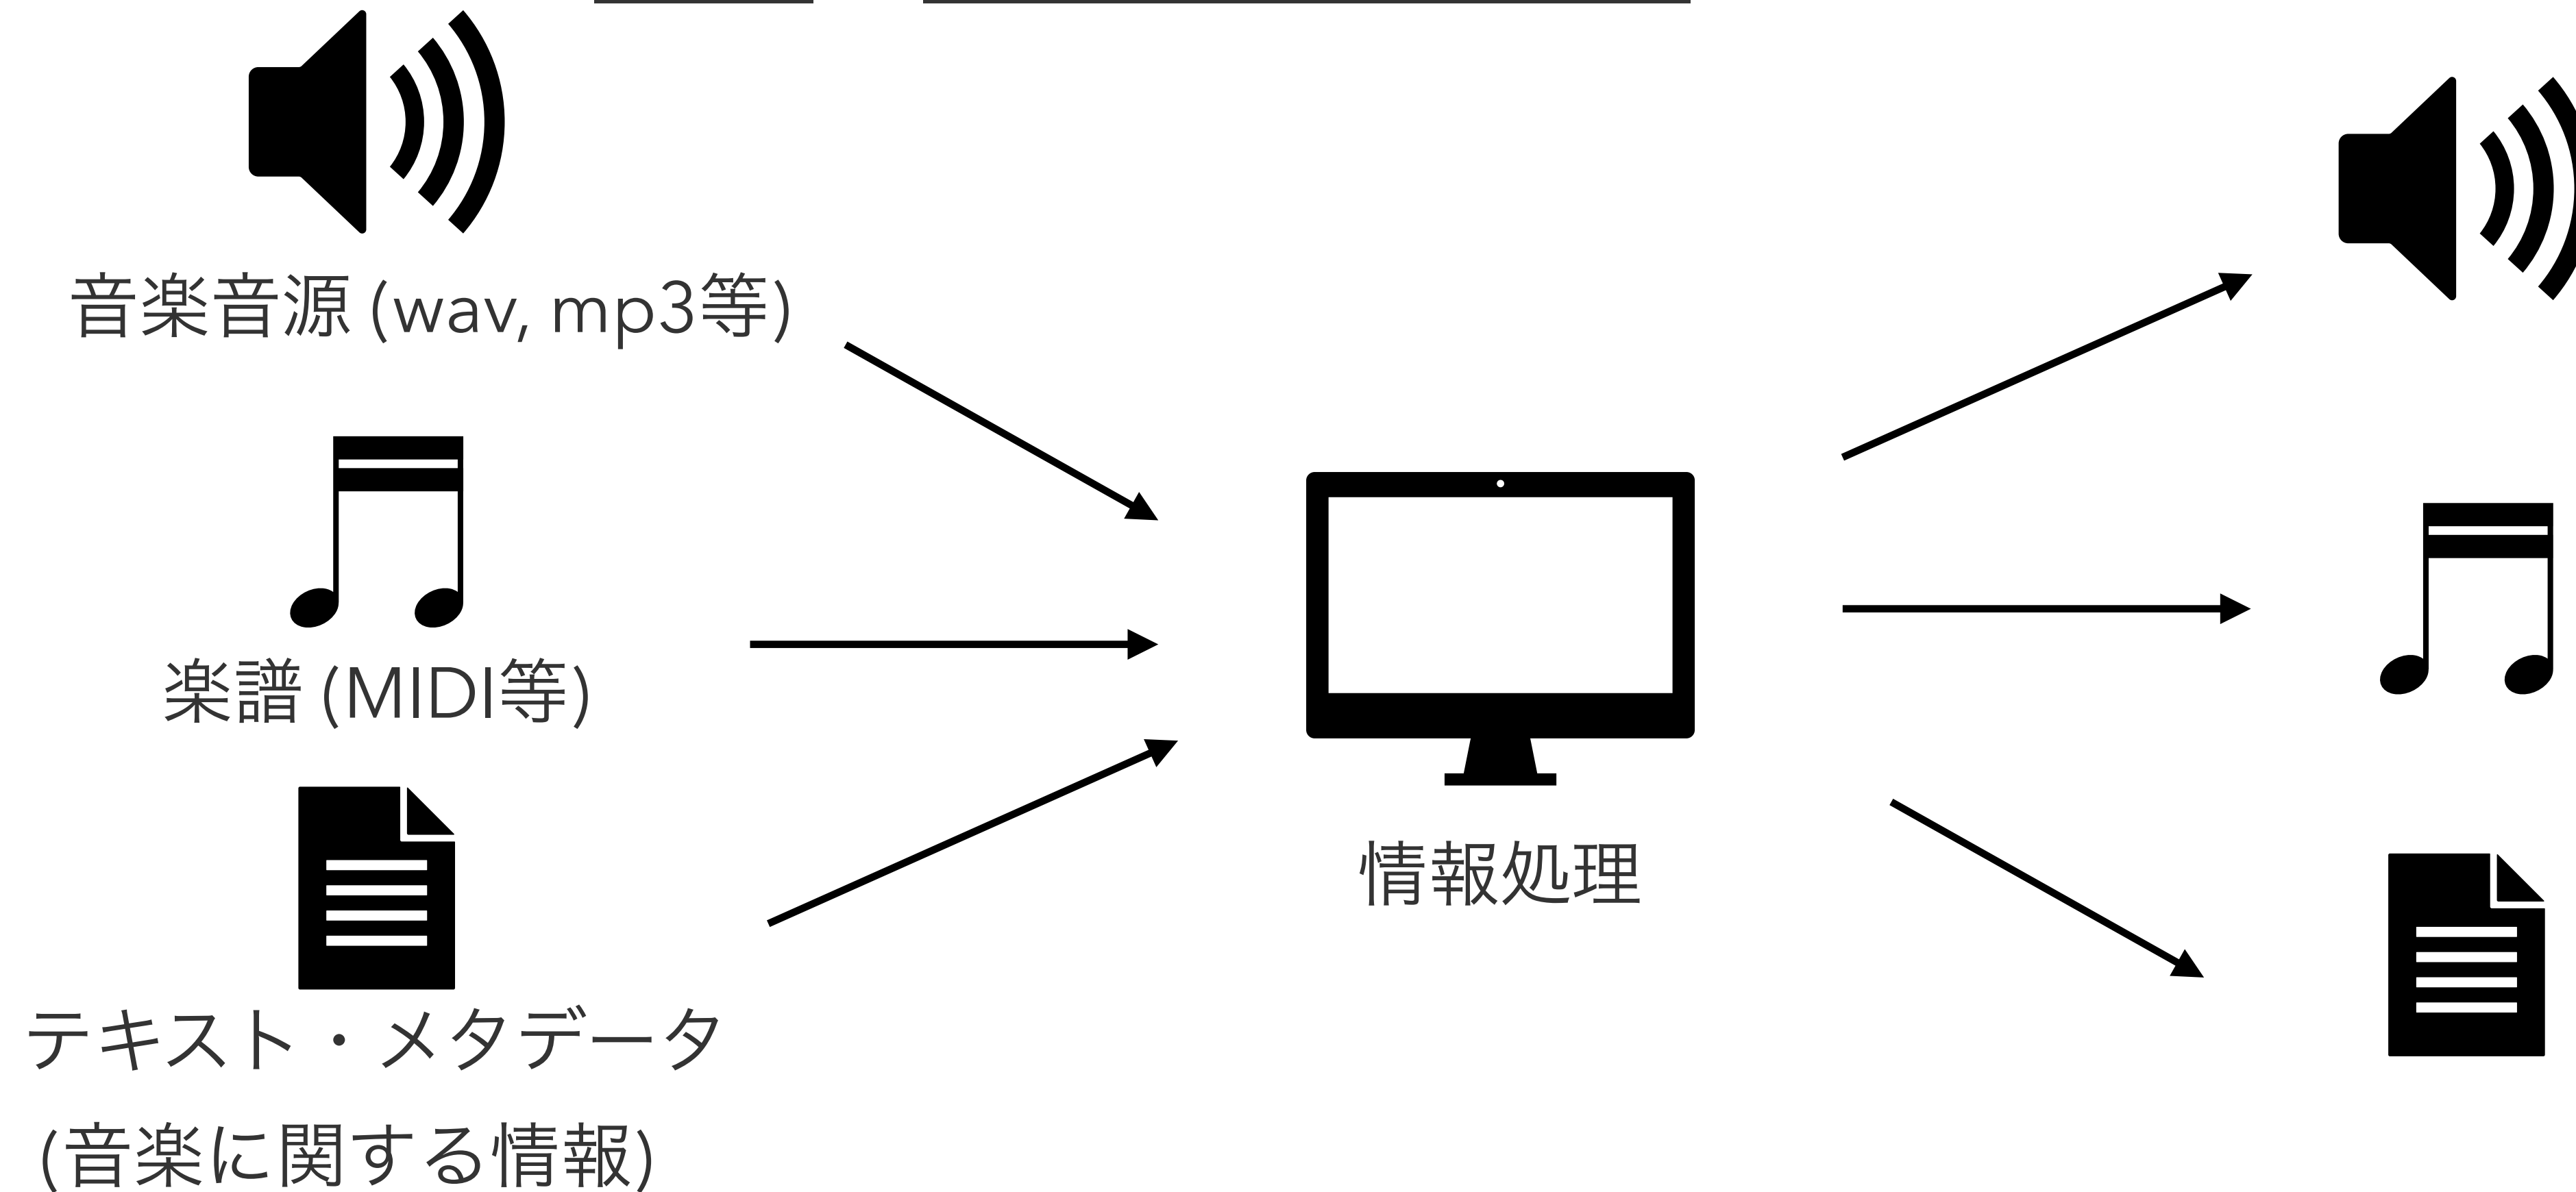 音楽音源 (wav, mp3等)
楽譜 (MIDI等)
情報処理
テキスト・メタデータ
(音楽に関する情報)